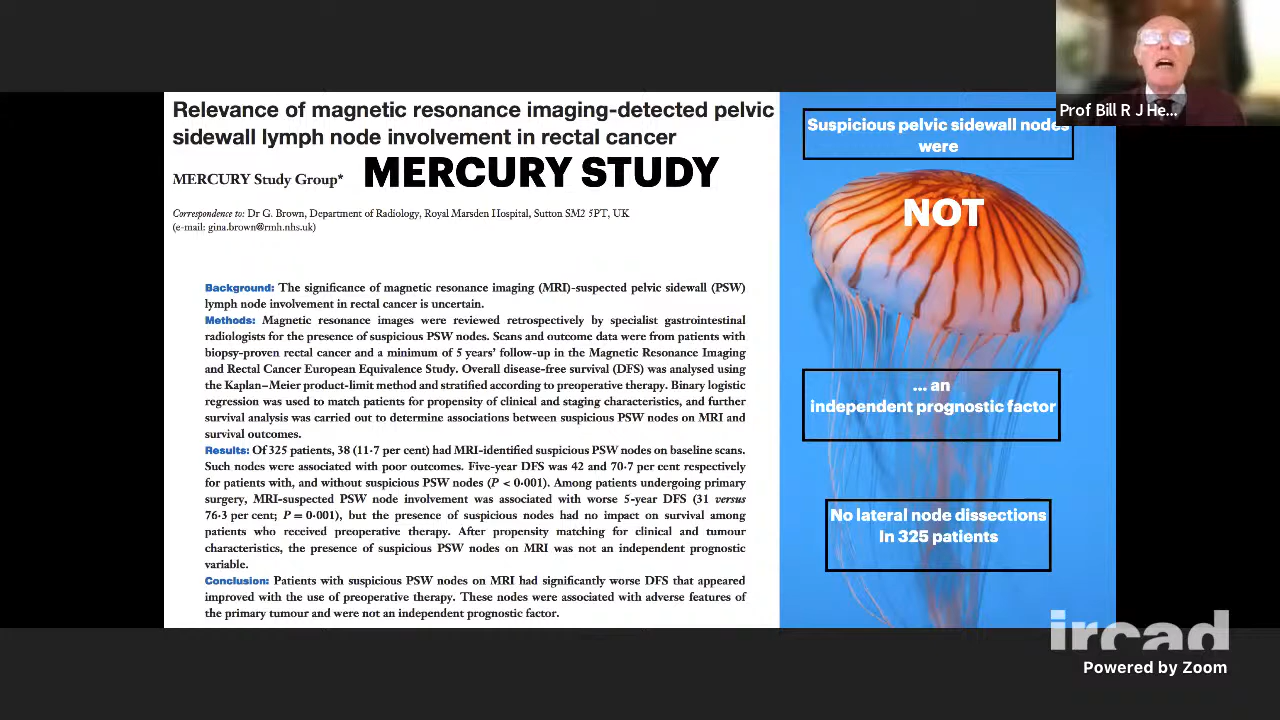 Relevance of magnetic resonance imaging-detected pelvic
sidewall lymph node involvement in rectal cancer
MERCURY Study Group*
MERCURY STUDY
Correspondence to: Dr G. Brown, Department of Radiology, Royal Marsden Hospital, Sutton SM2 5PT, UK
(e-mail: gina.brown@rmh.nhs.uk)
Background: The significance of magnetic resonance imaging (MRI)-suspected pelvic sidewall (PSW)
lymph node involvement in rectal cancer is uncertain.
Methods: Magnetic resonance images were reviewed retrospectively by specialist gastrointestinal
radiologists for the presence of suspicious PSW nodes. Scans and outcome data were from patients with
biopsy-proven rectal cancer and a minimum of 5 years' follow-up in the Magnetic Resonance Imaging
and Rectal Cancer European Equivalence Study. Overall disease-free survival (DFS) was analysed using
the Kaplan–Meier product-limit method and stratified according to preoperative therapy. Binary logistic
regression was used to match patients for propensity of clinical and staging characteristics, and further
survival analysis was carried out to determine associations between suspicious PSW nodes on MRI and
survival outcomes.
Results: Of 325 patients, 38 (11·7 per cent) had MRI-identified suspicious PSW nodes on baseline scans.
Such nodes were associated with poor outcomes. Five-year DFS was 42 and 70·7 per cent respectively
for patients with, and without suspicious PSW nodes (P < 0·001). Among patients undergoing primary
surgery, MRI-suspected PSW node involvement was associated with worse 5-year DFS (31 versus
76·3 per cent; P = 0·001), but the presence of suspicious nodes had no impact on survival among
patients who received preoperative therapy. After propensity matching for clinical and tumour
characteristics, the presence of suspicious PSW nodes on MRI was not an independent prognostic
variable.
Conclusion: Patients with suspicious PSW nodes on MRI had significantly worse DFS that appeared
improved with the use of preoperative therapy. These nodes were associated with adverse features of
the primary tumour and were not an independent prognostic factor.
Suspicious pelvic sidewall nodes
were
NOT
... an
independent prognostic factor
No lateral node dissections
In 325 patients
Prof Bill R J He...
ircad
Powered by Zoom